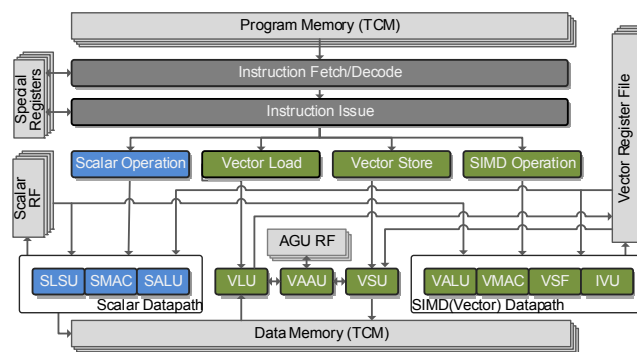 Program Memory (TCM)
Instruction Fetch/Decode
Special
Registers
Instruction Issue
Vector Register File
Scalar Operation
Vector Load
Vector Store
SIMD Operation
Scalar
RF
AGU RF
SLSU
SMAC
SALU
VLU
VAAU
VSU
VALU
VMAC
VSF
IVU
Scalar Datapath
SIMD(Vector) Datapath
Data Memory (TCM)